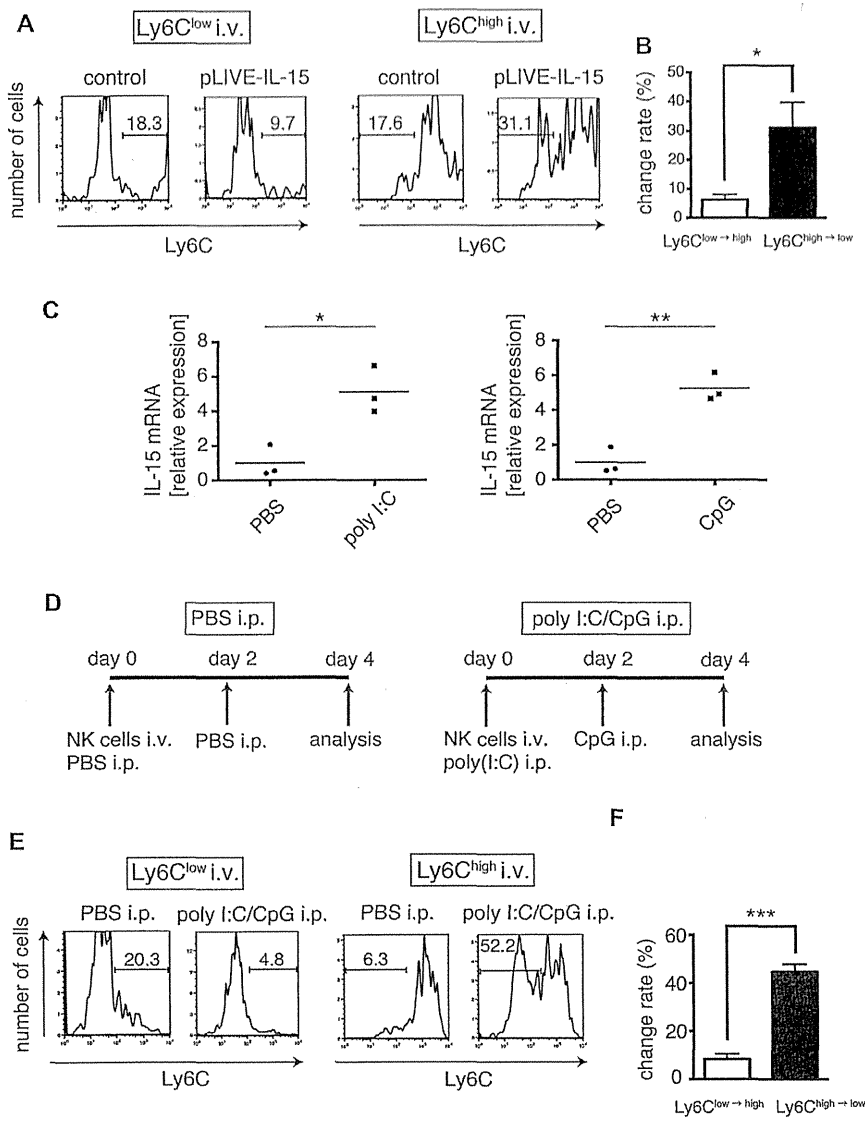 A
Ly6Clow i.v.
Ly6Chigh i.v.
B
control
pLIVE-IL-15
control
pLIVE-IL-15
number of cells
18.3
9.7
17.6
31.1
Ly6C
Ly6C
change rate (%)
50
40
30
20
10
0
*
Ly6Clow → high
Ly6Chigh → low
C
IL-15 mRNA
[relative expression]
8
6
4
2
0
*
PBS
poly I:C
IL-15 mRNA
[relative expression]
8
6
4
2
0
**
PBS
CpG
D
PBS i.p.
poly I:C/CpG i.p.
day 0 day 2 day 4
day 0 day 2 day 4
NK cells i.v.
PBS i.p.
PBS i.p.
analysis
NK cells i.v.
poly(I:C) i.p.
CpG i.p.
analysis
E
Ly6Clow i.v.
Ly6Chigh i.v.
PBS i.p.
poly I:C/CpG i.p.
PBS i.p.
poly I:C/CpG i.p.
number of cells
20.3
4.8
6.3
52.2
Ly6C
Ly6C
F
change rate (%)
60
40
20
0
***
Ly6Clow → high
Ly6Chigh → low